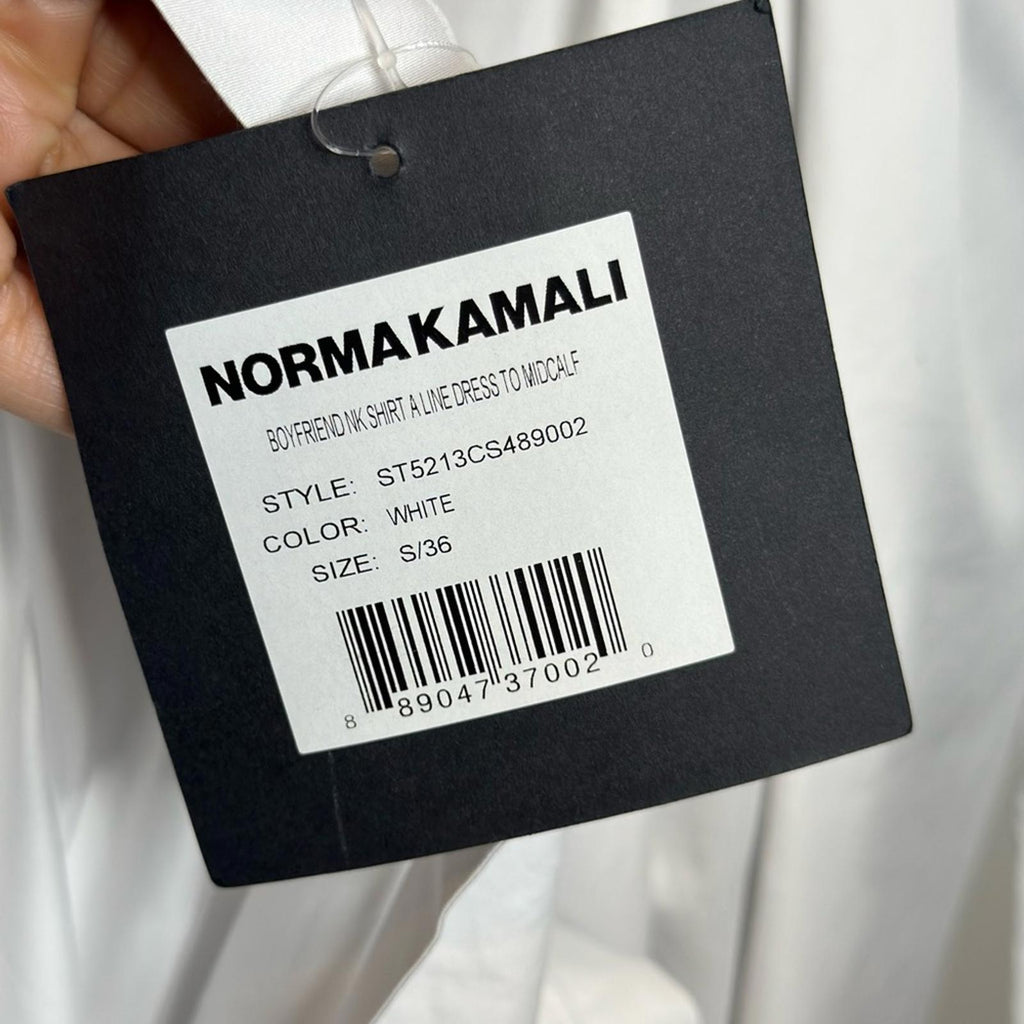 NORMA KAMALI
BOYFRIEND NK SHIRT A LINE DRESS TO MIDCALF
STYLE: ST5213CS489002
COLOR: WHITE
SIZE: S/36
8 89047 37002 0